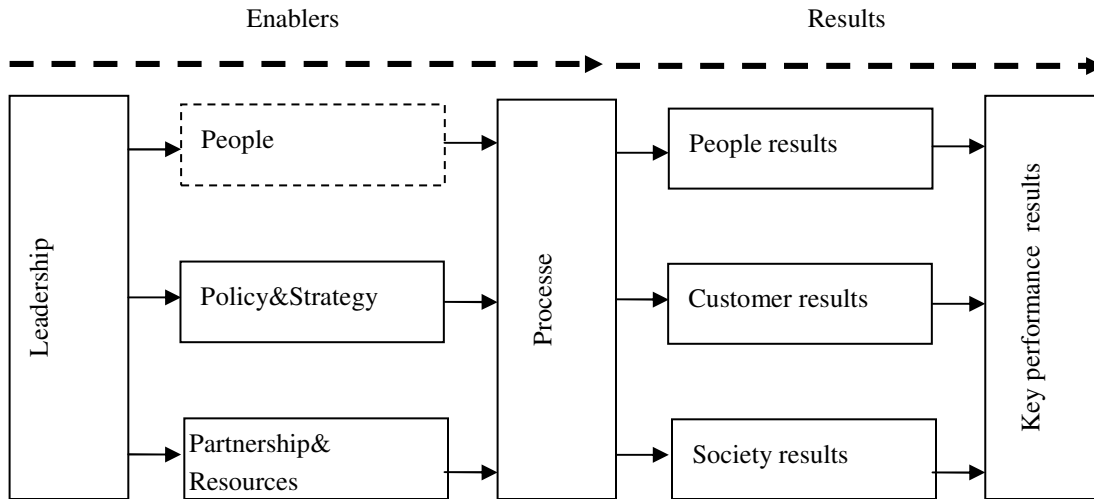 Enablers
Results
Leadership
People
Policy&Strategy
Partnership&
Resources
Processe
People results
Customer results
Society results
Key performance results